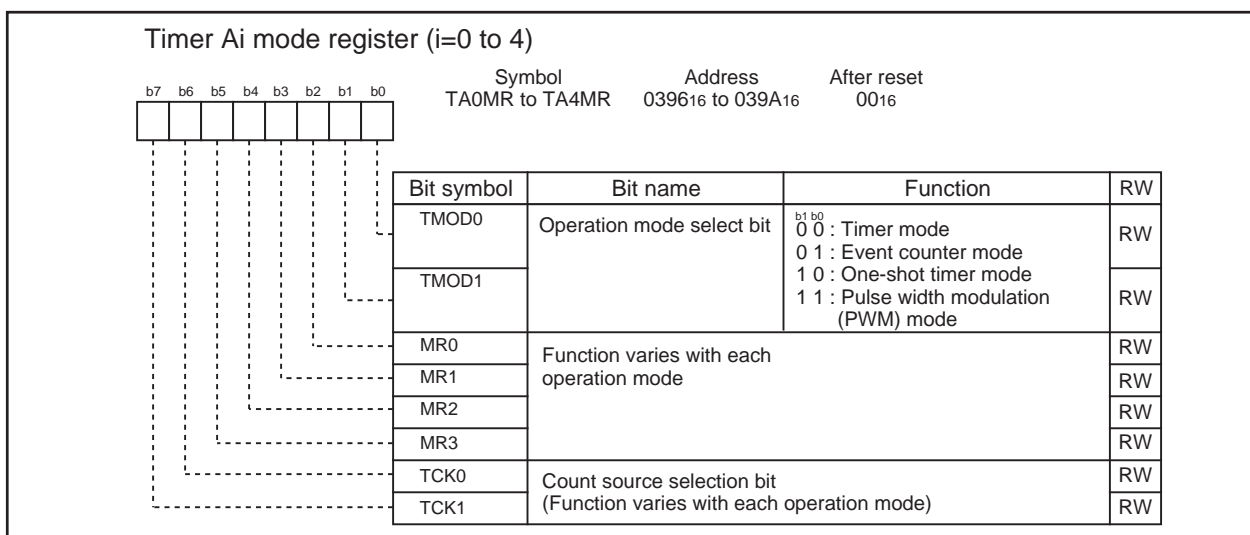 Timer Ai mode register (i=0 to 4)
Symbol Address After reset
TA0MR to TA4MR 039616 to 039A16 0016
b7 b6 b5 b4 b3 b2 b1 b0
Bit symbol Bit name Function RW
TMOD0 Operation mode select bit b1 b0
0 0 : Timer mode RW
0 1 : Event counter mode
TMOD1 1 0 : One-shot timer mode
1 1 : Pulse width modulation RW
(PWM) mode
MR0 Function varies with each RW
MR1 operation mode RW
MR2 RW
MR3 RW
TCK0 Count source selection bit RW
TCK1 (Function varies with each operation mode) RW